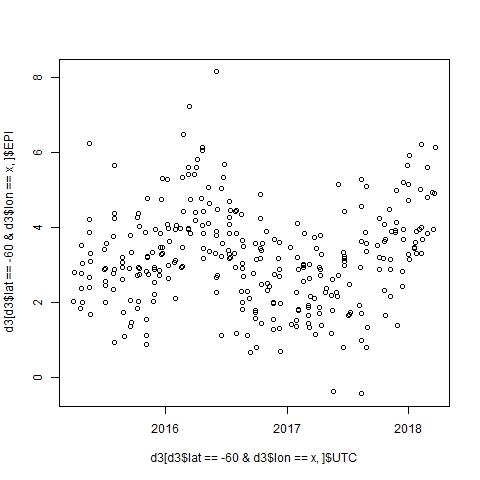 d3[d3$lat == -60 & d3$lon == x, ]$EPI
8
6
4
2
0
2016 2017 2018
d3[d3$lat == -60 & d3$lon == x, ]$UTC